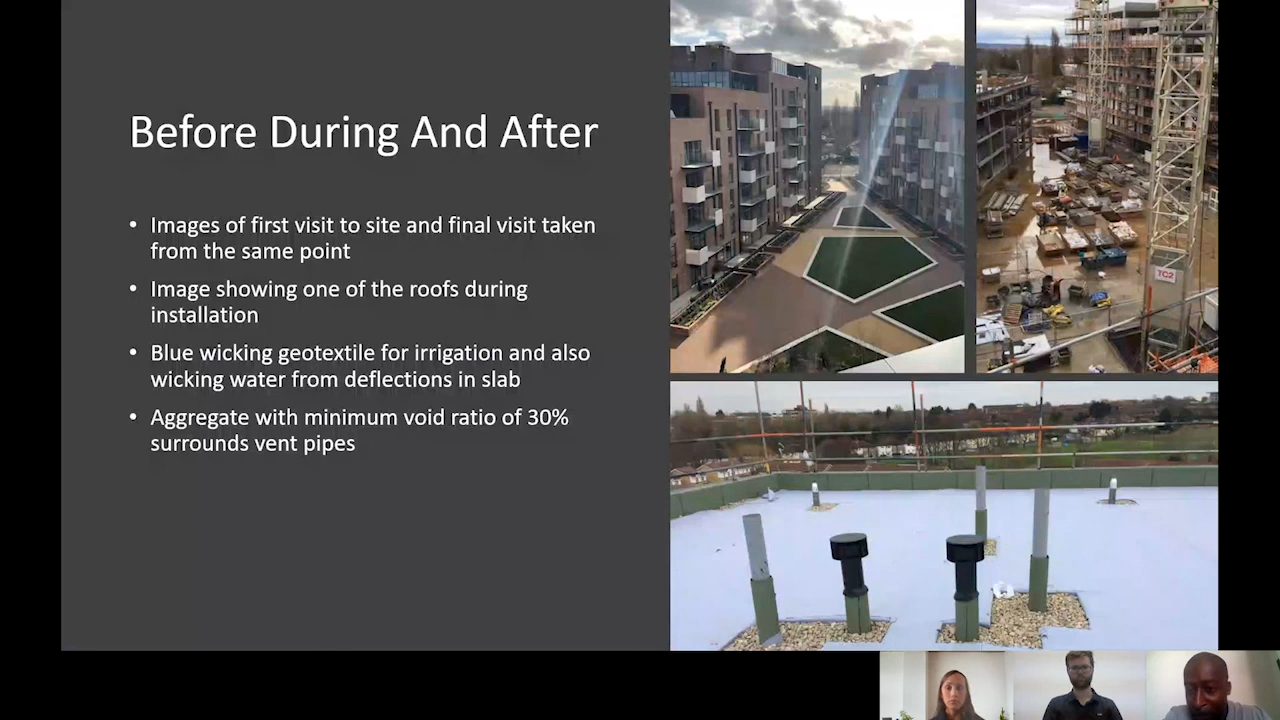 Before During And After
• Images of first visit to site and final visit taken
from the same point
• Image showing one of the roofs during
installation
• Blue wicking geotextile for irrigation and also
wicking water from deflections in slab
• Aggregate with minimum void ratio of 30%
surrounds vent pipes
TC2